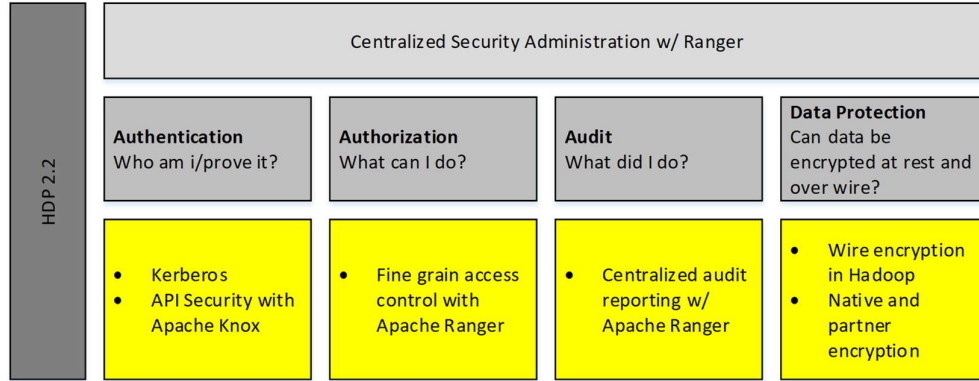 HDP 2.2
Centralized Security Administration w/ Ranger
Authentication
Who am i/prove it?
Authorization
What can I do?
Audit
What did I do?
Data Protection
Can data be
encrypted at rest and
over wire?
• Kerberos
• API Security with
Apache Knox
• Fine grain access
control with
Apache Ranger
• Centralized audit
reporting w/
Apache Ranger
• Wire encryption
in Hadoop
• Native and
partner
encryption